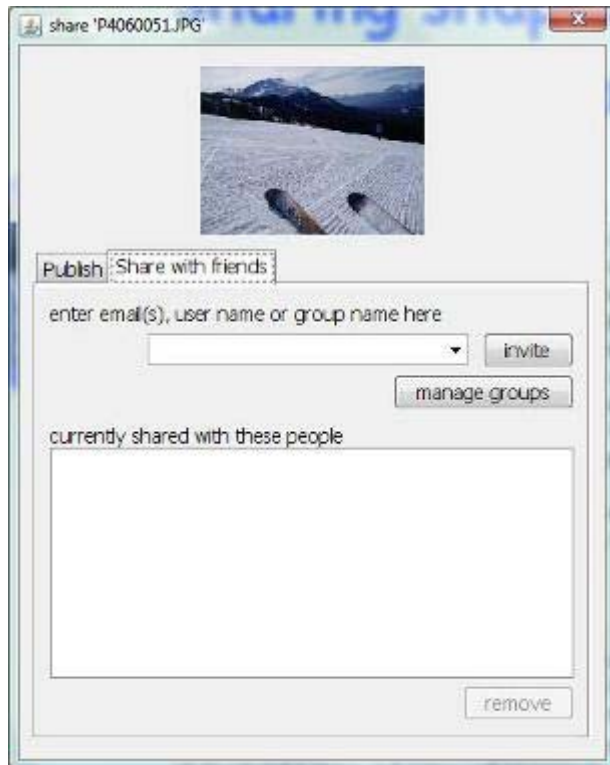 sharing
share 'P4060051.JPG'
Publish Share with friends
enter email(s), user name or group name here
invite
manage groups
currently shared with these people
remove